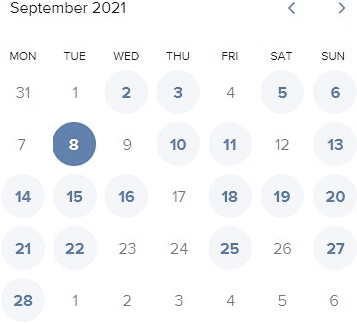 September 2021
MON TUE WED THU FRI SAT SUN
31 1 2 3 4 5 6
7 8 9 10 11 12 13
14 15 16 17 18 19 20
21 22 23 24 25 26 27
28 1 2 3 4 5 6